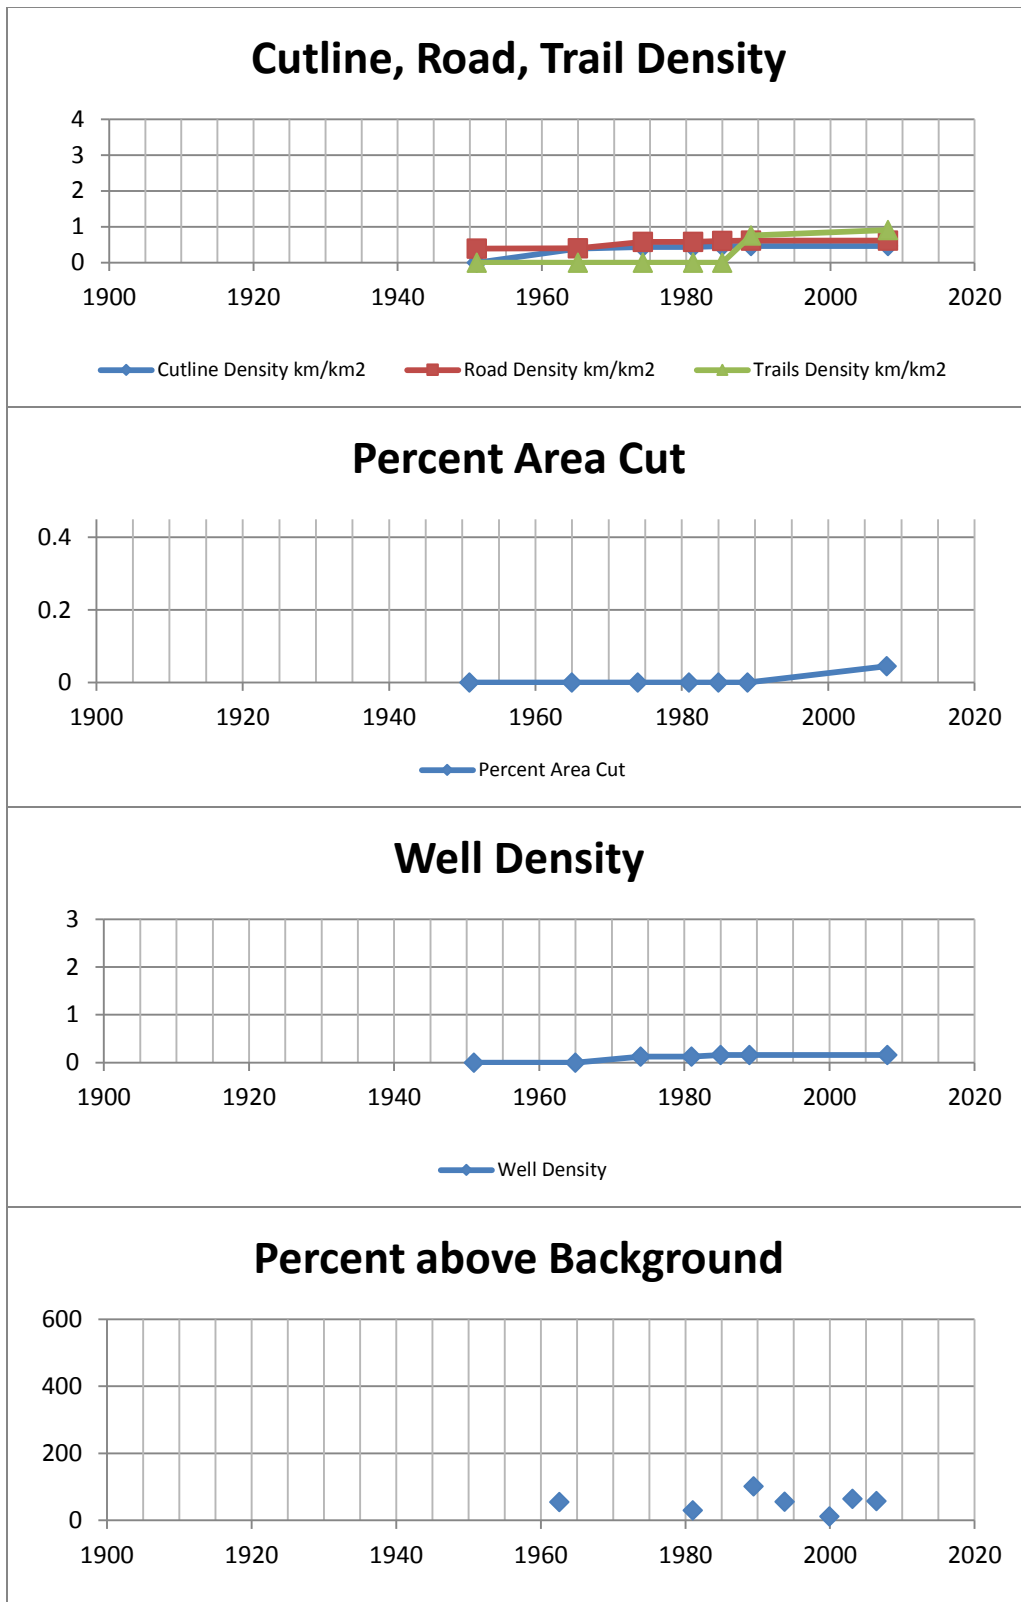 Cutline, Road, Trail Density
4
3
2
1
0
1900 1920 1940 1960 1980 2000 2020
Cutline Density km/km2 Road Density km/km2 Trails Density km/km2
Percent Area Cut
0.4
0.2
0
1900 1920 1940 1960 1980 2000 2020
Percent Area Cut
Well Density
3
2
1
0
1900 1920 1940 1960 1980 2000 2020
Well Density
Percent above Background
600
400
200
0
1900 1920 1940 1960 1980 2000 2020